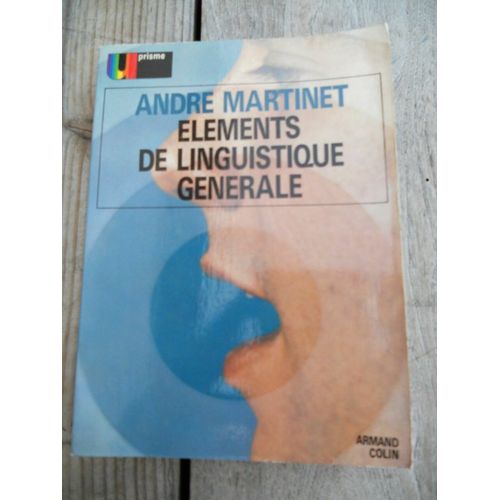 U prisme
ANDRE MARTINET
ELEMENTS
DE LINGUISTIQUE
GENERALE
ARMAND
COLIN